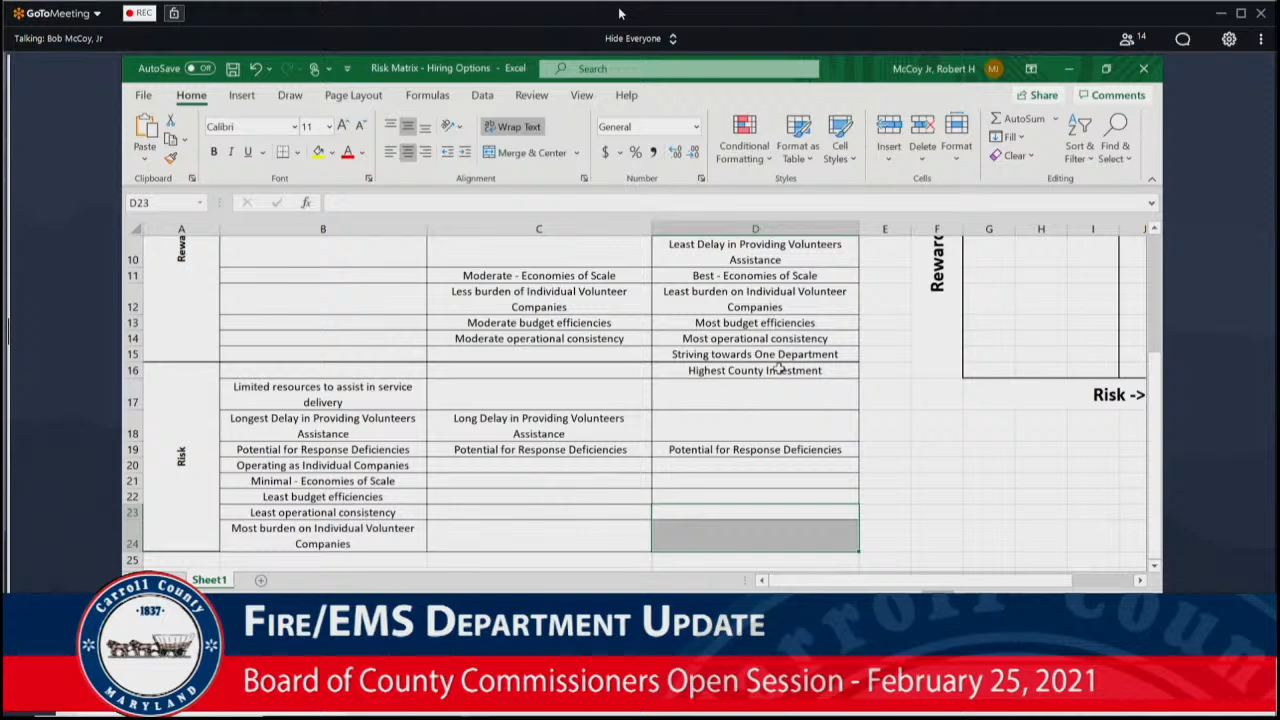 GoToMeeting
REC
Talking: Bob McCoy, Jr
Hide Everyone
14
AutoSave
Off
Risk Matrix - Hiring Options - Excel
Search
McCoy Jr, Robert H
MJ
File Home Insert Draw Page Layout Formulas Data Review View Help
Share
Comments
Paste
Calibri
11
Wrap Text
General
Merge & Center
Conditional Formatting
Format as Table
Cell Styles
Insert Delete Format
AutoSum
Fill
Clear
Sort & Filter
Find & Select
Clipboard Font Alignment Number Styles Cells Editing
D23
A B C D E F G H I J
Rewa
Reward
10
Least Delay in Providing Volunteers
Assistance
11 Moderate - Economies of Scale Best - Economies of Scale
12
Less burden of Individual Volunteer
Companies
Least burden on Individual Volunteer
Companies
13 Moderate budget efficiencies Most budget efficiencies
14 Moderate operational consistency Most operational consistency
15 Striving towards One Department
16 Highest County Investment
Risk ->
17
Limited resources to assist in service
delivery
18
Longest Delay in Providing Volunteers
Assistance
Long Delay in Providing Volunteers
Assistance
Risk
19 Potential for Response Deficiencies Potential for Response Deficiencies Potential for Response Deficiencies
20 Operating as Individual Companies
21 Minimal - Economies of Scale
22 Least budget efficiencies
23 Least operational consistency
24
Most burden on Individual Volunteer
Companies
25
Sheet1
Carroll County
1837
MARYLAND
FIRE/EMS DEPARTMENT UPDATE
Board of County Commissioners Open Session - February 25, 2021